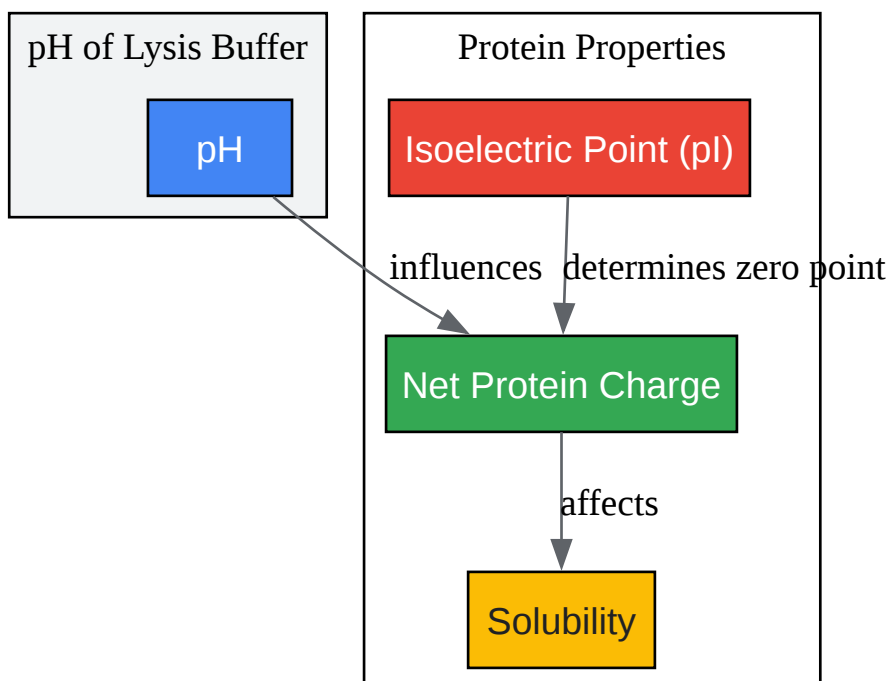 pH of Lysis Buffer
Protein Properties
pH
Isoelectric Point (pI)
influences
determines zero point
Net Protein Charge
affects
Solubility